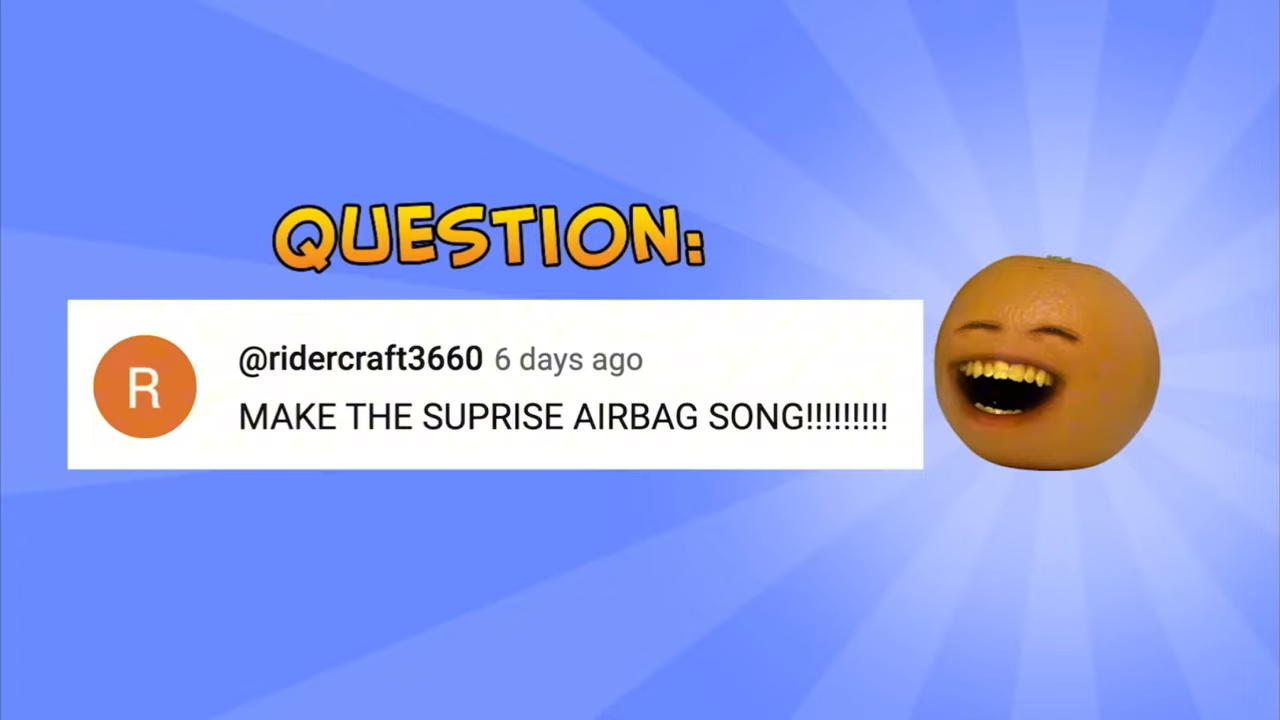 QUESTION:
R
@ridercraft3660 6 days ago
MAKE THE SUPRISE AIRBAG SONG!!!!!!!!!